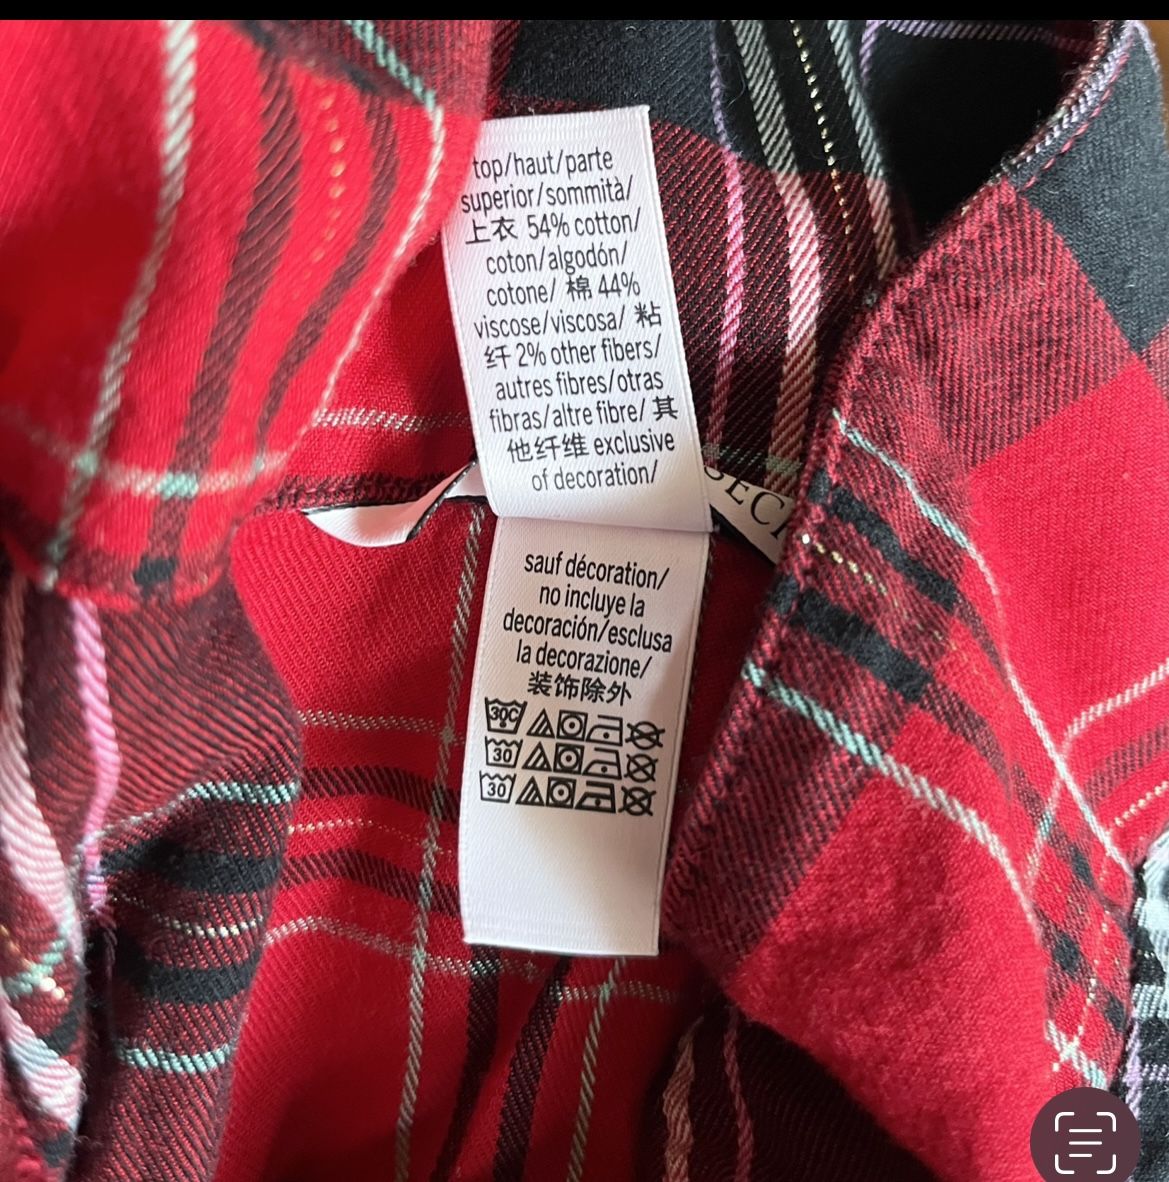 top/haut/parte
superior/sommità/
上衣 54% cotton/
coton/algodón/
cotone/ 棉 44%
viscose/viscosa/ 粘
纤 2% other fibers/
autres fibres/otras
fibras/altre fibre/ 其
他纤维 exclusive
of decoration/
sauf décoration/
no incluye la
decoración/esclusa
la decorazione/
装饰除外
30C
30
30